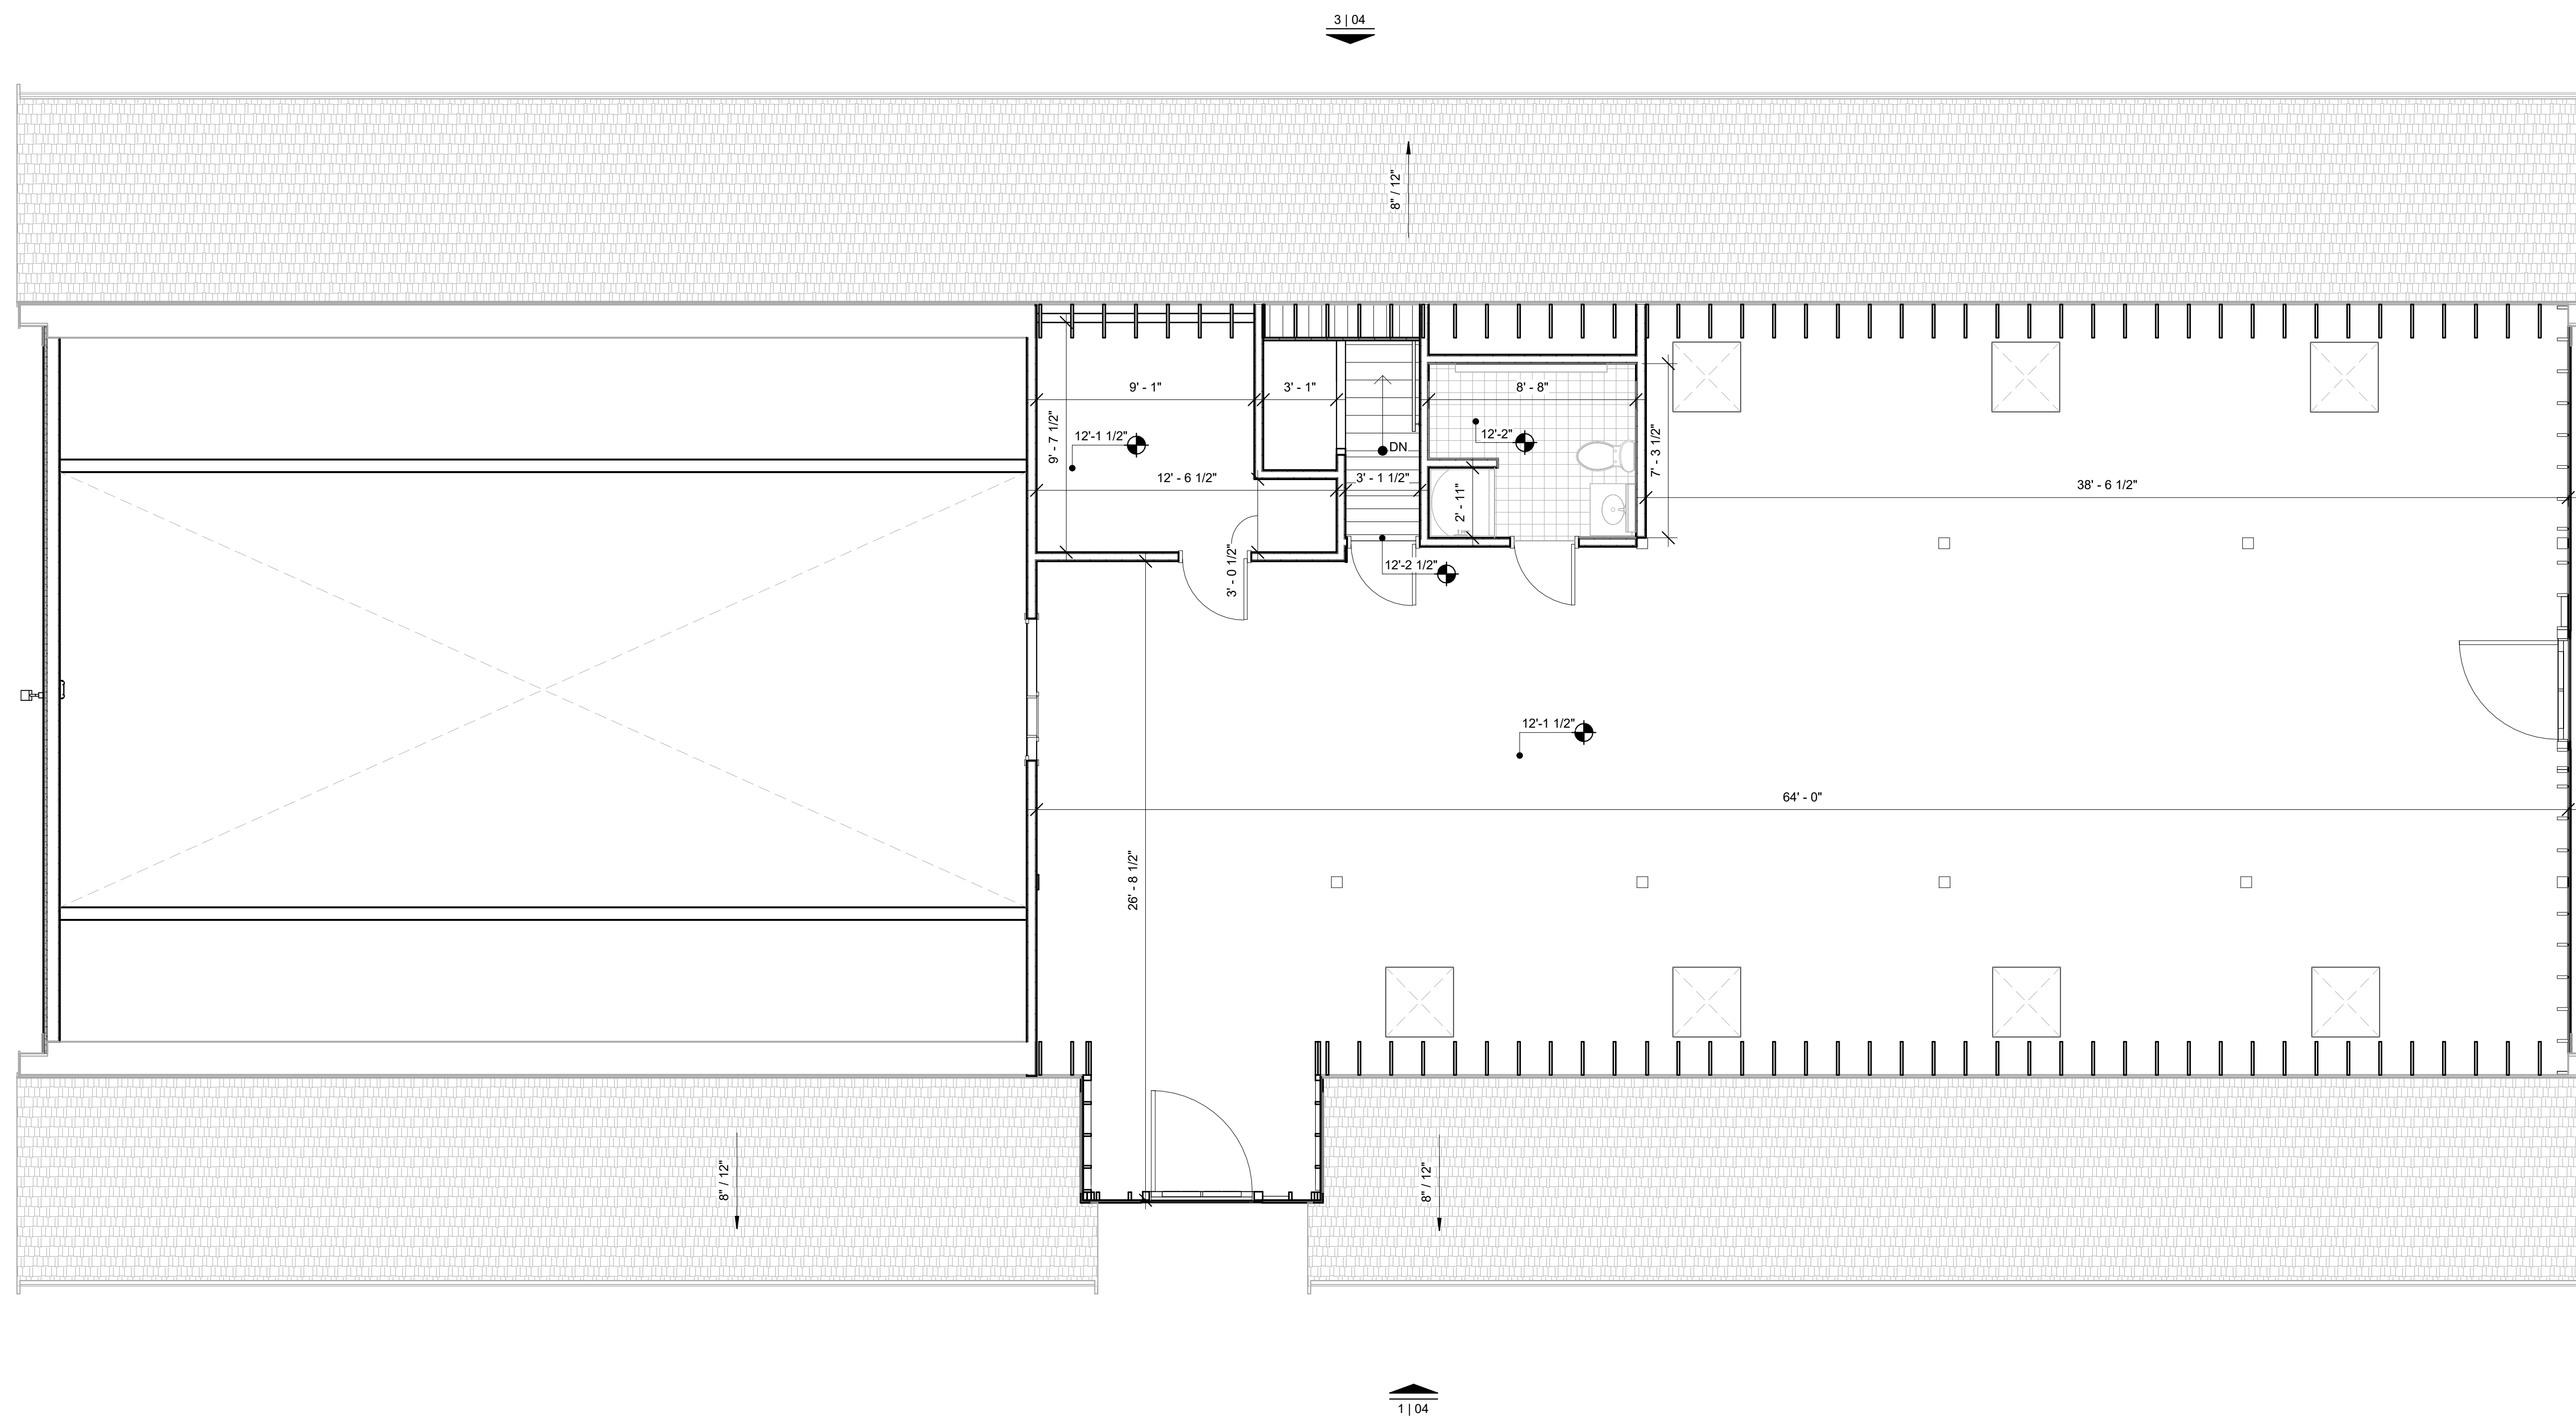 3 | 04
8" / 12"
9' - 1"
3' - 1"
8' - 8"
9' - 7 1/2"
12'-1 1/2"
12'-2"
7' - 3 1/2"
DN
12' - 6 1/2"
3' - 1 1/2"
2' - 11"
38' - 6 1/2"
3' - 0 1/2"
12'-2 1/2"
12'-1 1/2"
64' - 0"
26' - 8 1/2"
8" / 12"
8" / 12"
1 | 04